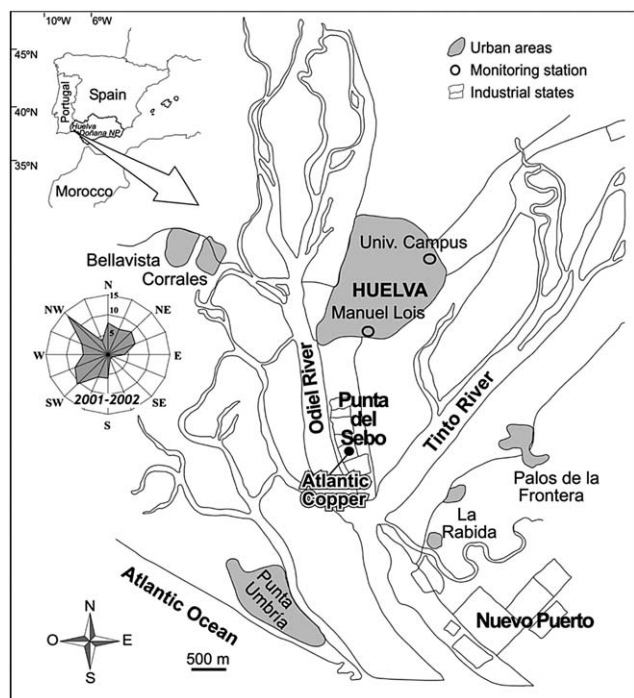 10ºW 6ºW
45ºN
40ºN
35ºN
Portugal
Spain
Huelva
Doñana NP
Morocco
Urban areas
Monitoring station
Industrial states
Bellavista
Corrales
Univ. Campus
HUELVA
Manuel Lois
N
NE
E
SE
S
SW
W
NW
15
10
5
2001-2002
Odiel River
Punta
del
Sebo
Atlantic
Copper
Tinto River
Palos de la
Frontera
La
Rabida
Punta
Umbría
Atlantic Ocean
Nuevo Puerto
N
O E
S
500 m